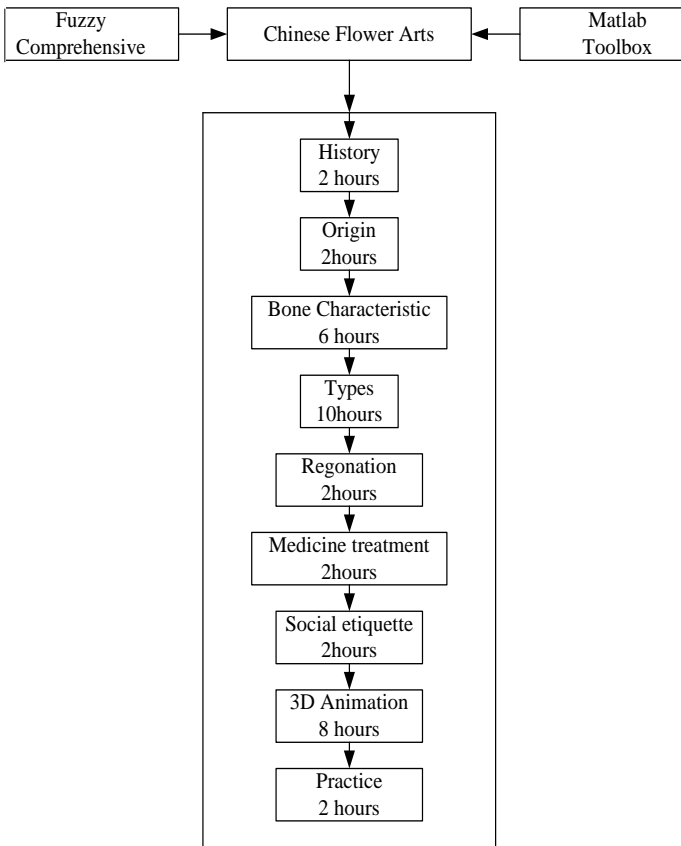 Fuzzy
Comprehensive
Chinese Flower Arts
Matlab
Toolbox
History
2 hours
Origin
2hours
Bone Characteristic
6 hours
Types
10hours
Regonation
2hours
Medicine treatment
2hours
Social etiquette
2hours
3D Animation
8 hours
Practice
2 hours